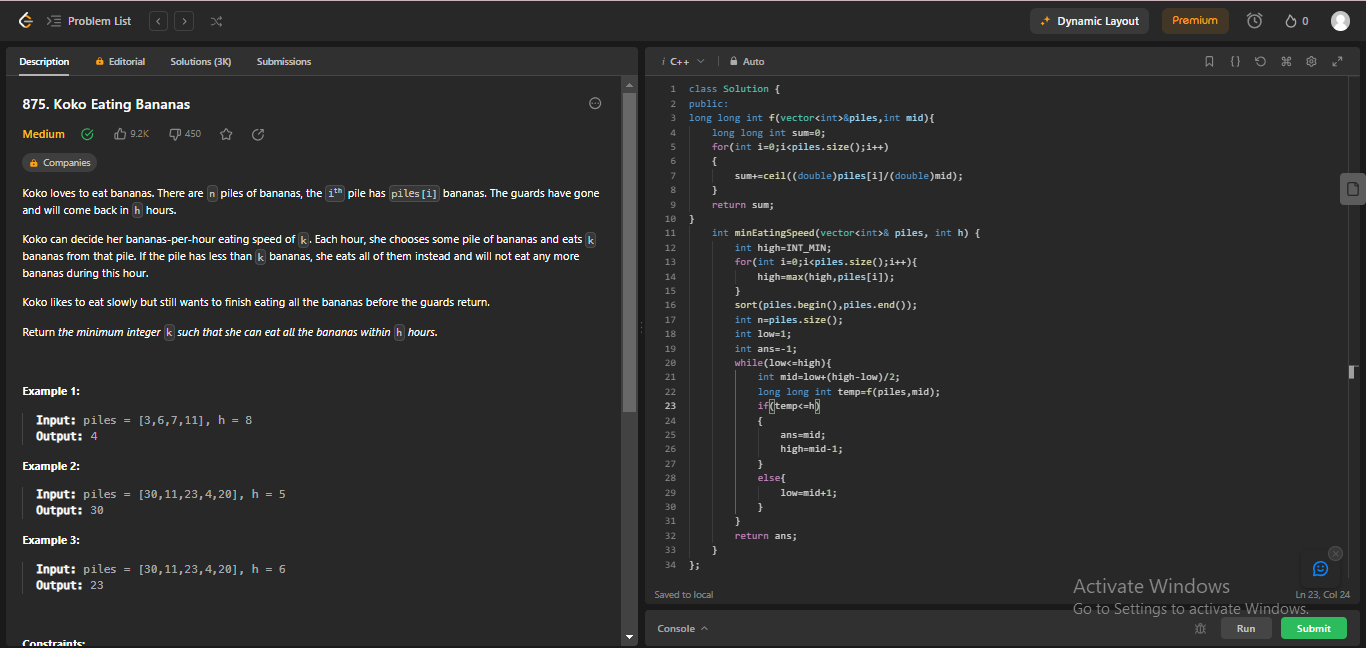 Problem List
Dynamic Layout
Premium
0
Description
Editorial
Solutions (3K)
Submissions
875. Koko Eating Bananas
Medium
9.2K
450
Companies
Koko loves to eat bananas. There are n piles of bananas, the ith pile has piles[i] bananas. The guards have gone
and will come back in h hours.
Koko can decide her bananas-per-hour eating speed of k. Each hour, she chooses some pile of bananas and eats k
bananas from that pile. If the pile has less than k bananas, she eats all of them instead and will not eat any more
bananas during this hour.
Koko likes to eat slowly but still wants to finish eating all the bananas before the guards return.
Return the minimum integer k such that she can eat all the bananas within h hours.
Example 1:
Input: piles = [3,6,7,11], h = 8
Output: 4
Example 2:
Input: piles = [30,11,23,4,20], h = 5
Output: 30
Example 3:
Input: piles = [30,11,23,4,20], h = 6
Output: 23
Constraints:
i C++
Auto
1 class Solution {
2 public:
3 long long int f(vector<int>&piles,int mid){
4 long long int sum=0;
5 for(int i=0;i<piles.size();i++)
6 {
7 sum+=ceil((double)piles[i]/(double)mid);
8 }
9 return sum;
10 }
11 int minEatingSpeed(vector<int>& piles, int h) {
12 int high=INT_MIN;
13 for(int i=0;i<piles.size();i++){
14 high=max(high,piles[i]);
15 }
16 sort(piles.begin(),piles.end());
17 int n=piles.size();
18 int low=1;
19 int ans=-1;
20 while(low<=high){
21 int mid=low+(high-low)/2;
22 long long int temp=f(piles,mid);
23 if(temp<=h)
24 {
25 ans=mid;
26 high=mid-1;
27 }
28 else{
29 low=mid+1;
30 }
31 }
32 return ans;
33 }
34 };
Saved to local
Ln 23, Col 24
Activate Windows
Go to Settings to activate Windows.
Console
Run
Submit